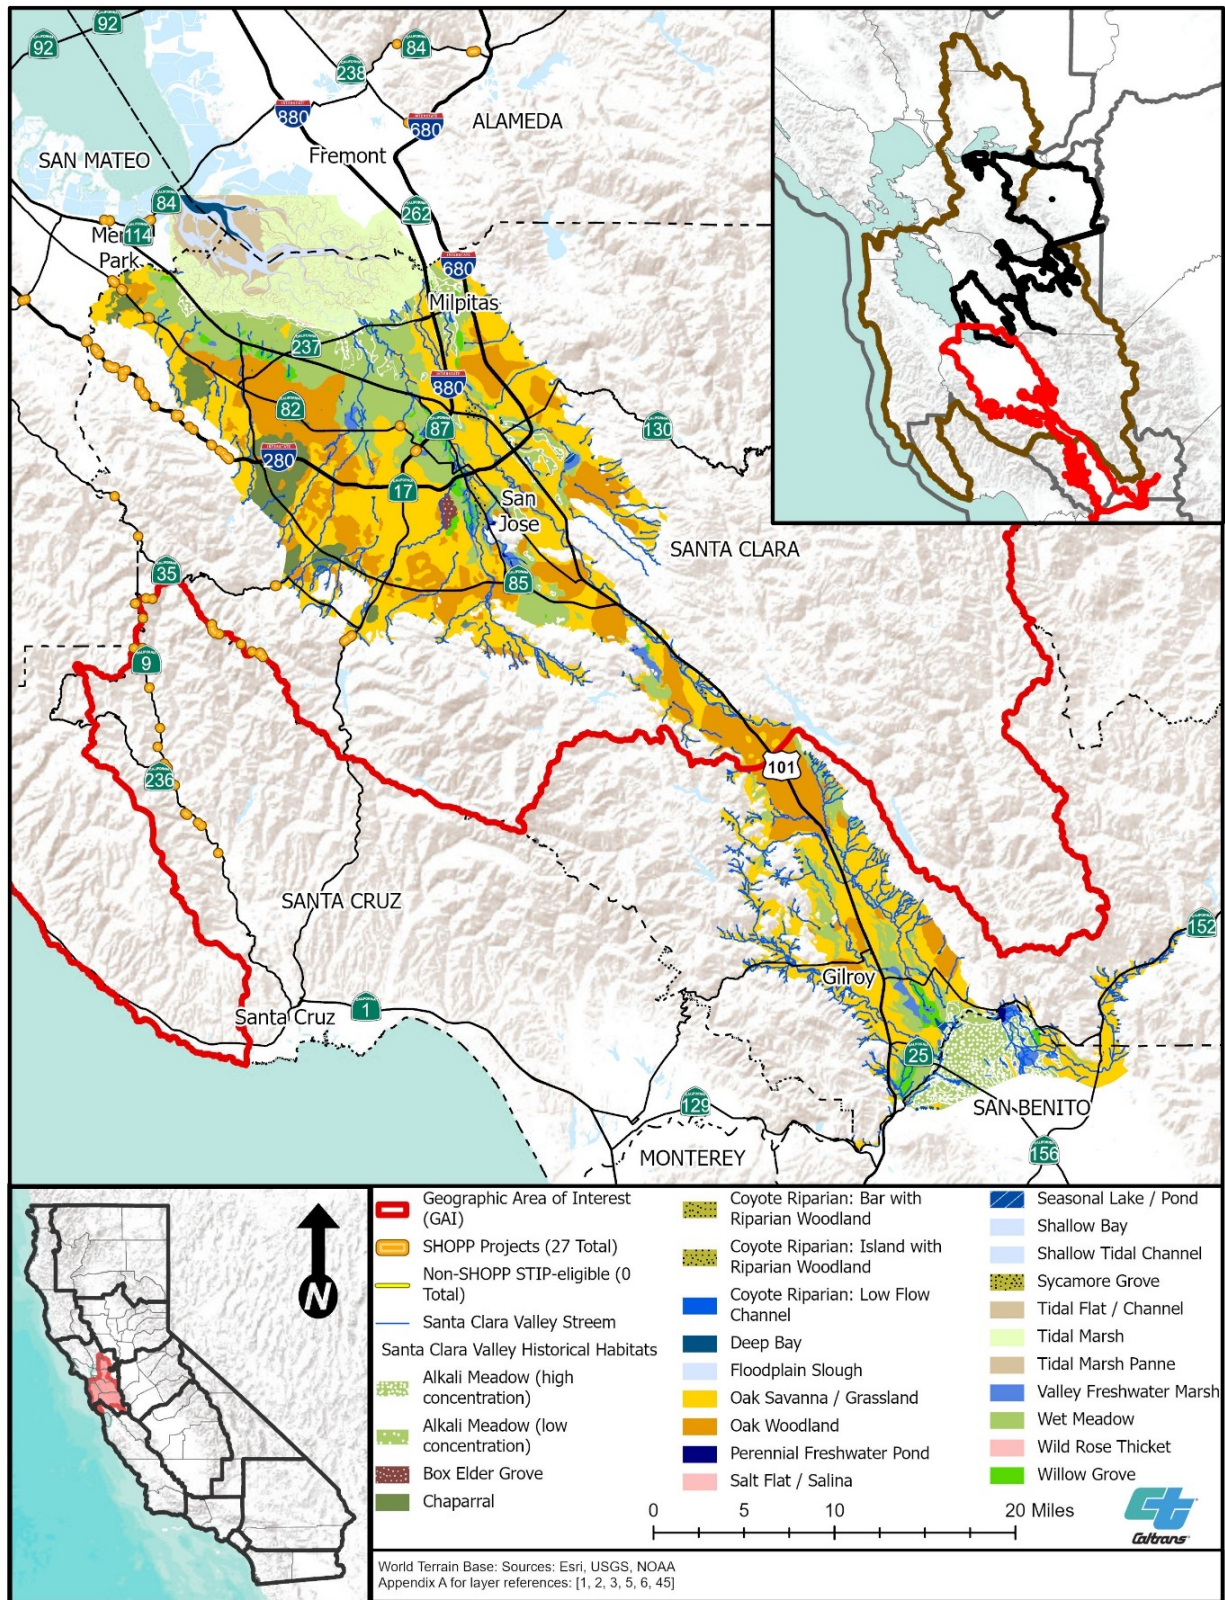 92
92
84
238
880
680
ALAMEDA
SAN MATEO
Fremont
84
262
114
Park
680
Milpitas
237
880
82
87
130
280
17
San
Jose
SANTA CLARA
35
85
9
101
236
SANTA CRUZ
152
Gilroy
Santa Cruz
1
25
SAN BENITO
129
156
MONTEREY
N
Geographic Area of Interest
(GAI)
SHOPP Projects (27 Total)
Non-SHOPP STIP-eligible (0
Total)
Santa Clara Valley Streem
Santa Clara Valley Historical Habitats
Alkali Meadow (high
concentration)
Alkali Meadow (low
concentration)
Box Elder Grove
Chaparral
Coyote Riparian: Bar with
Riparian Woodland
Coyote Riparian: Island with
Riparian Woodland
Coyote Riparian: Low Flow
Channel
Deep Bay
Floodplain Slough
Oak Savanna / Grassland
Oak Woodland
Perennial Freshwater Pond
Salt Flat / Salina
Seasonal Lake / Pond
Shallow Bay
Shallow Tidal Channel
Sycamore Grove
Tidal Flat / Channel
Tidal Marsh
Tidal Marsh Panne
Valley Freshwater Marsh
Wet Meadow
Wild Rose Thicket
Willow Grove
0 5 10 20 Miles
Caltrans
World Terrain Base: Sources: Esri, USGS, NOAA
Appendix A for layer references: [1, 2, 3, 5, 6, 45]